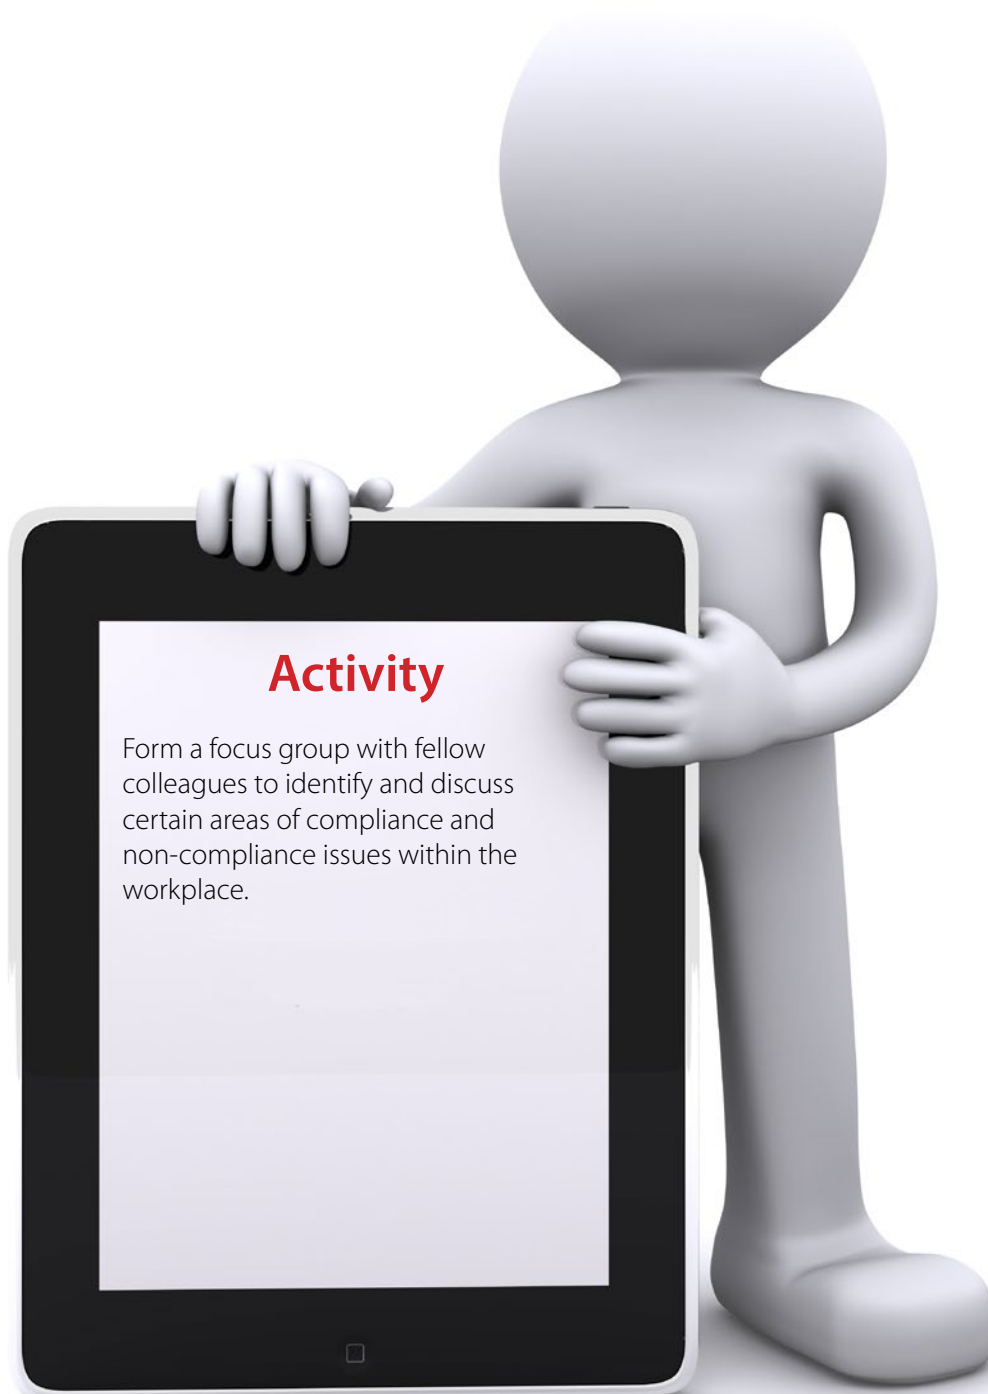 Activity
Form a focus group with fellow
colleagues to identify and discuss
certain areas of compliance and
non-compliance issues within the
workplace.